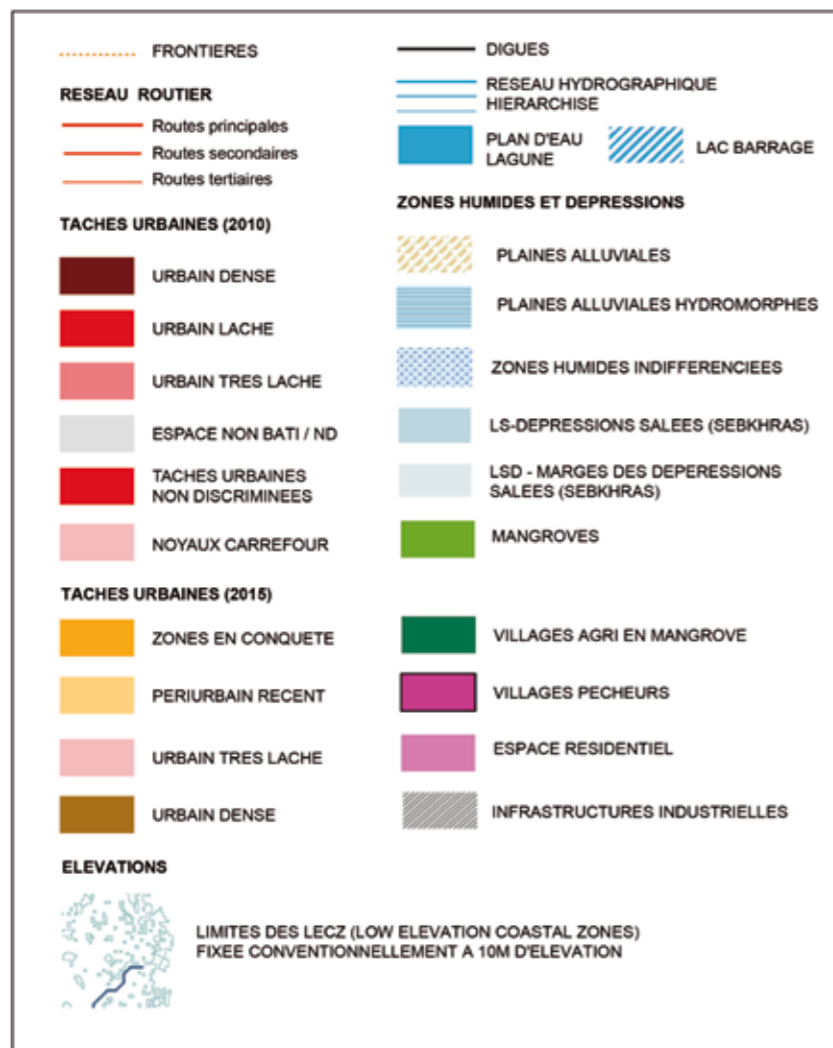 FRONTIERES
RESEAU ROUTIER
Routes principales
Routes secondaires
Routes tertiaires
TACHES URBAINES (2010)
URBAIN DENSE
URBAIN LACHE
URBAIN TRES LACHE
ESPACE NON BATI / ND
TACHES URBAINES
NON DISCRIMINEES
NOYAUX CARREFOUR
TACHES URBAINES (2015)
ZONES EN CONQUETE
PERIURBAIN RECENT
URBAIN TRES LACHE
URBAIN DENSE
DIGUES
RESEAU HYDROGRAPHIQUE
HIERARCHISE
PLAN D'EAU
LAGUNE
LAC BARRAGE
ZONES HUMIDES ET DEPRESSIONS
PLAINES ALLUVIALES
PLAINES ALLUVIALES HYDROMORPHES
ZONES HUMIDES INDIFFERENCIEES
LS-DEPRESSIONS SALEES (SEBKHRAS)
LSD - MARGES DES DEPERESSIONS
SALEES (SEBKHRAS)
MANGROVES
VILLAGES AGRI EN MANGROVE
VILLAGES PECHEURS
ESPACE RESIDENTIEL
INFRASTRUCTURES INDUSTRIELLES
ELEVATIONS
LIMITES DES LECZ (LOW ELEVATION COASTAL ZONES)
FIXEE CONVENTIONNELLEMENT A 10M D'ELEVATION